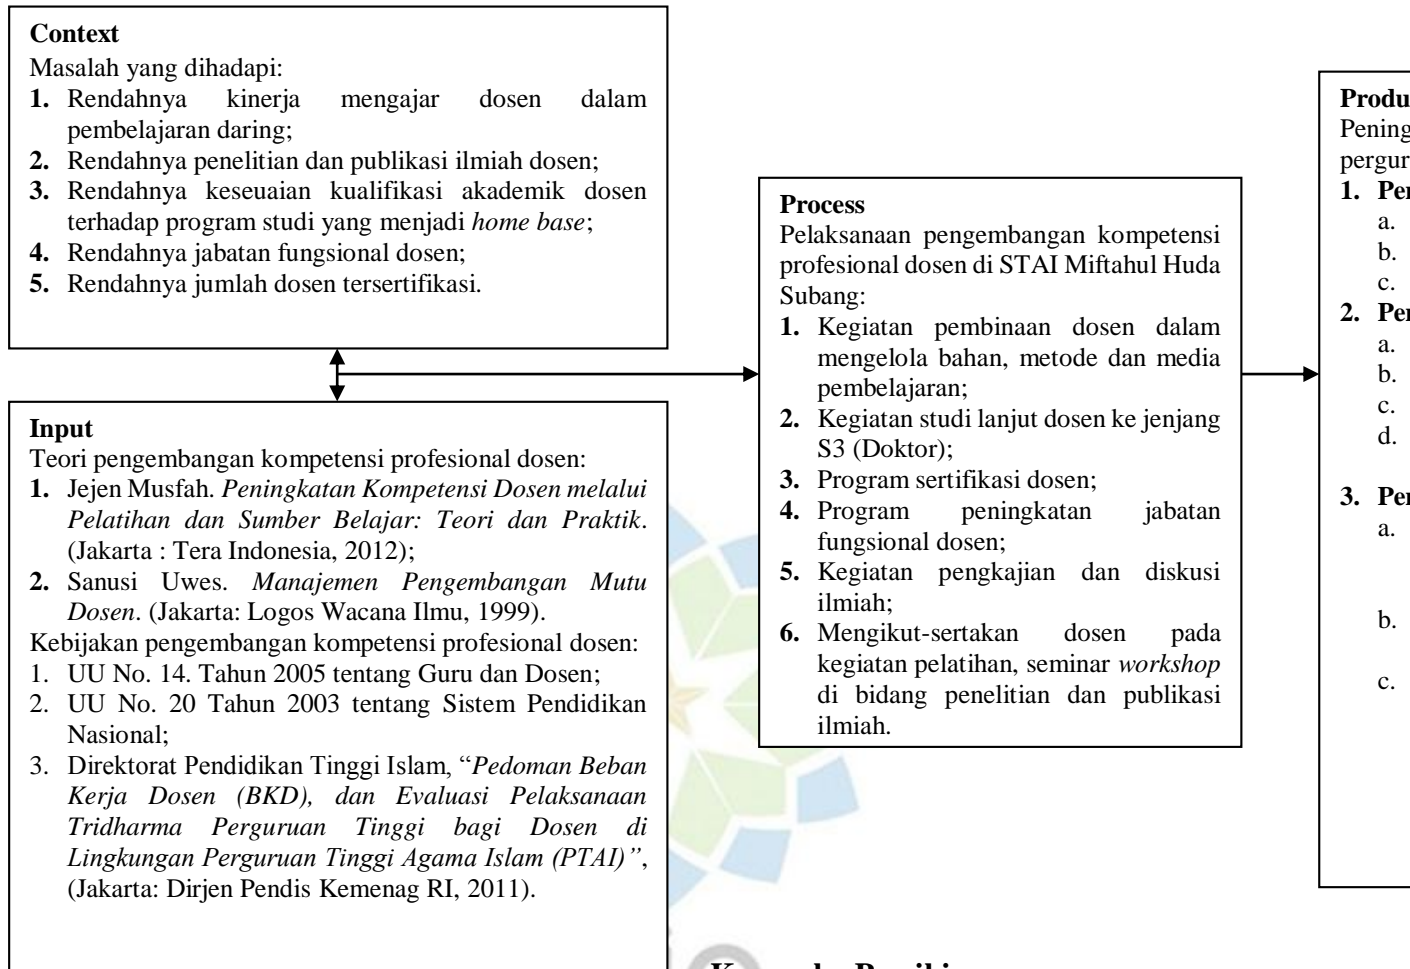 Context
Masalah yang dihadapi:
1. Rendahnya kinerja mengajar dosen dalam
pembelajaran daring;
2. Rendahnya penelitian dan publikasi ilmiah dosen;
3. Rendahnya keseuaian kualifikasi akademik dosen
terhadap program studi yang menjadi home base;
4. Rendahnya jabatan fungsional dosen;
5. Rendahnya jumlah dosen tersertifikasi.
Input
Teori pengembangan kompetensi profesional dosen:
1. Jejen Musfah. Peningkatan Kompetensi Dosen melalui
Pelatihan dan Sumber Belajar: Teori dan Praktik.
(Jakarta : Tera Indonesia, 2012);
2. Sanusi Uwes. Manajemen Pengembangan Mutu
Dosen. (Jakarta: Logos Wacana Ilmu, 1999).
Kebijakan pengembangan kompetensi profesional dosen:
1. UU No. 14. Tahun 2005 tentang Guru dan Dosen;
2. UU No. 20 Tahun 2003 tentang Sistem Pendidikan
Nasional;
3. Direktorat Pendidikan Tinggi Islam, “Pedoman Beban
Kerja Dosen (BKD), dan Evaluasi Pelaksanaan
Tridharma Perguruan Tinggi bagi Dosen di
Lingkungan Perguruan Tinggi Agama Islam (PTAI)”,
(Jakarta: Dirjen Pendis Kemenag RI, 2011).
Process
Pelaksanaan pengembangan kompetensi
profesional dosen di STAI Miftahul Huda
Subang:
1. Kegiatan pembinaan dosen dalam
mengelola bahan, metode dan media
pembelajaran;
2. Kegiatan studi lanjut dosen ke jenjang
S3 (Doktor);
3. Program sertifikasi dosen;
4. Program peningkatan jabatan
fungsional dosen;
5. Kegiatan pengkajian dan diskusi
ilmiah;
6. Mengikut-sertakan dosen pada
kegiatan pelatihan, seminar workshop
di bidang penelitian dan publikasi
ilmiah.
Produ
Pening
pergur
1. Per
a.
b.
c.
2. Per
a.
b.
c.
d.
3. Per
a.
b.
c.